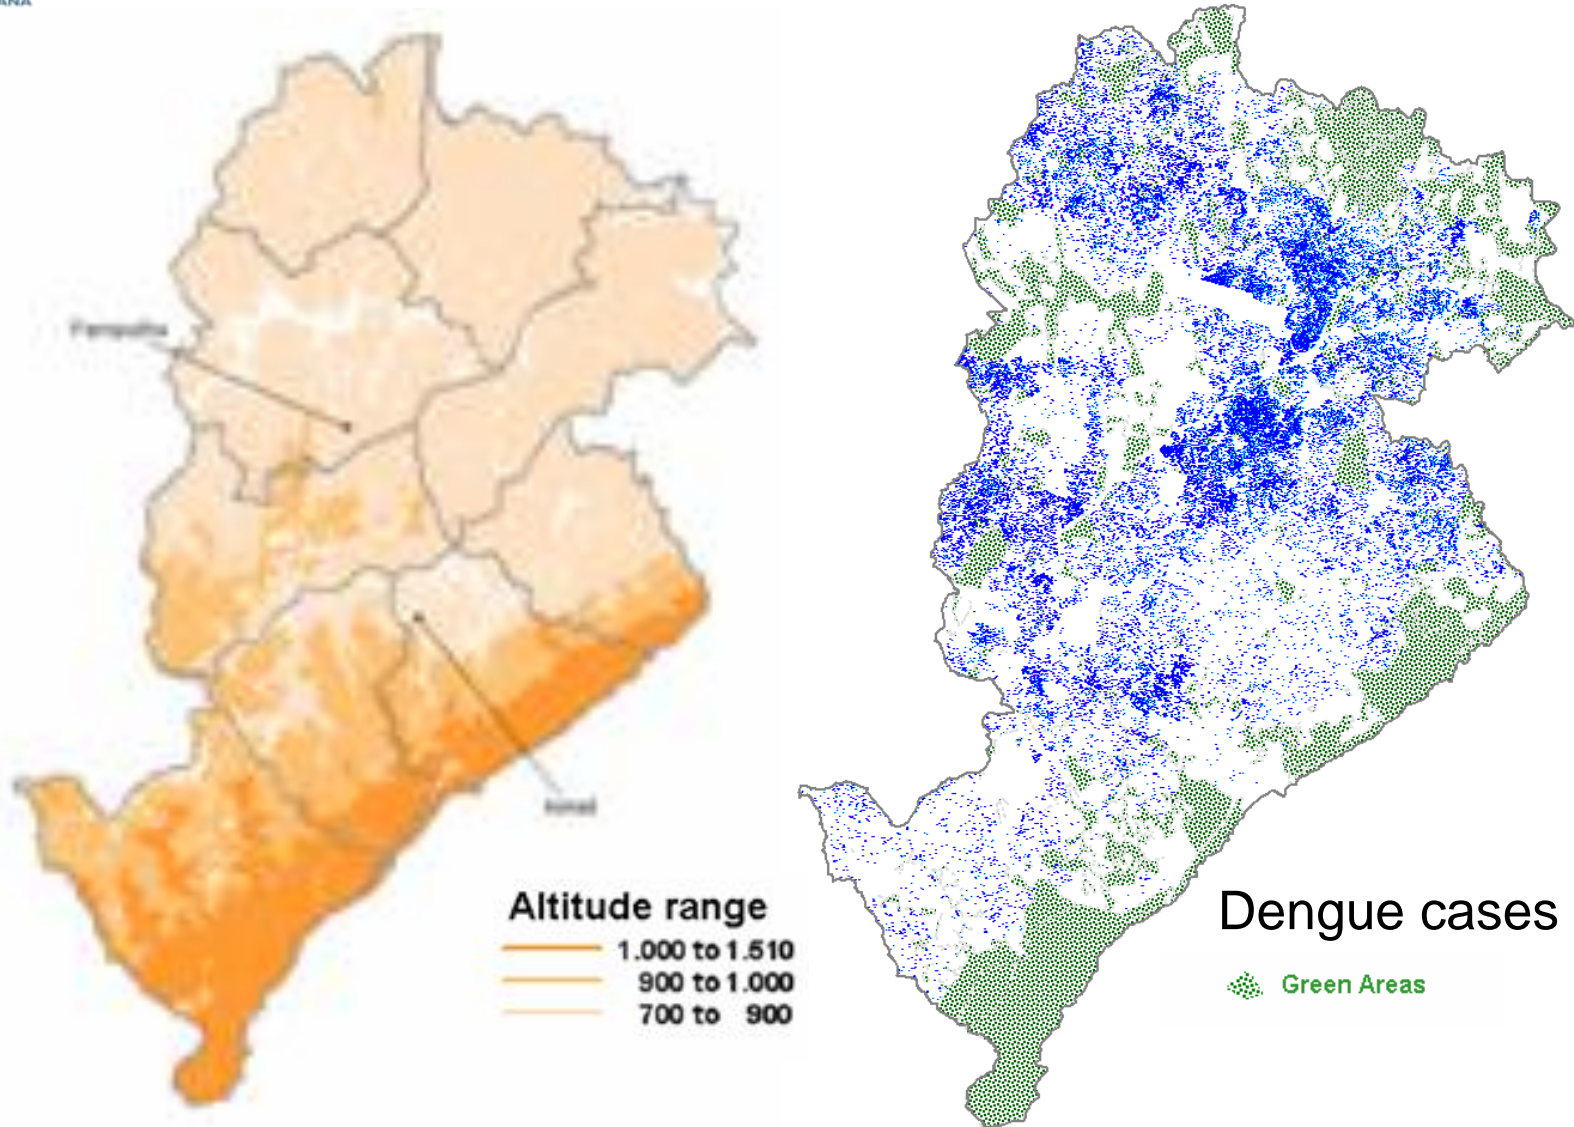 Altitude range
1.000 to 1.510
900 to 1.000
700 to 900
Dengue cases
Green Areas